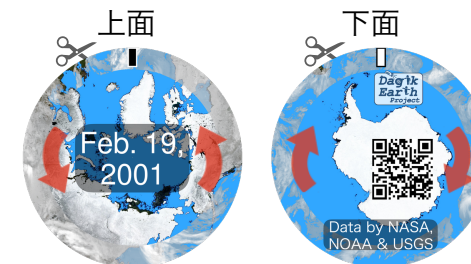 上面
下面
Feb. 19,
2001
Dagik
Earth
Project
Data by NASA,
NOAA & USGS